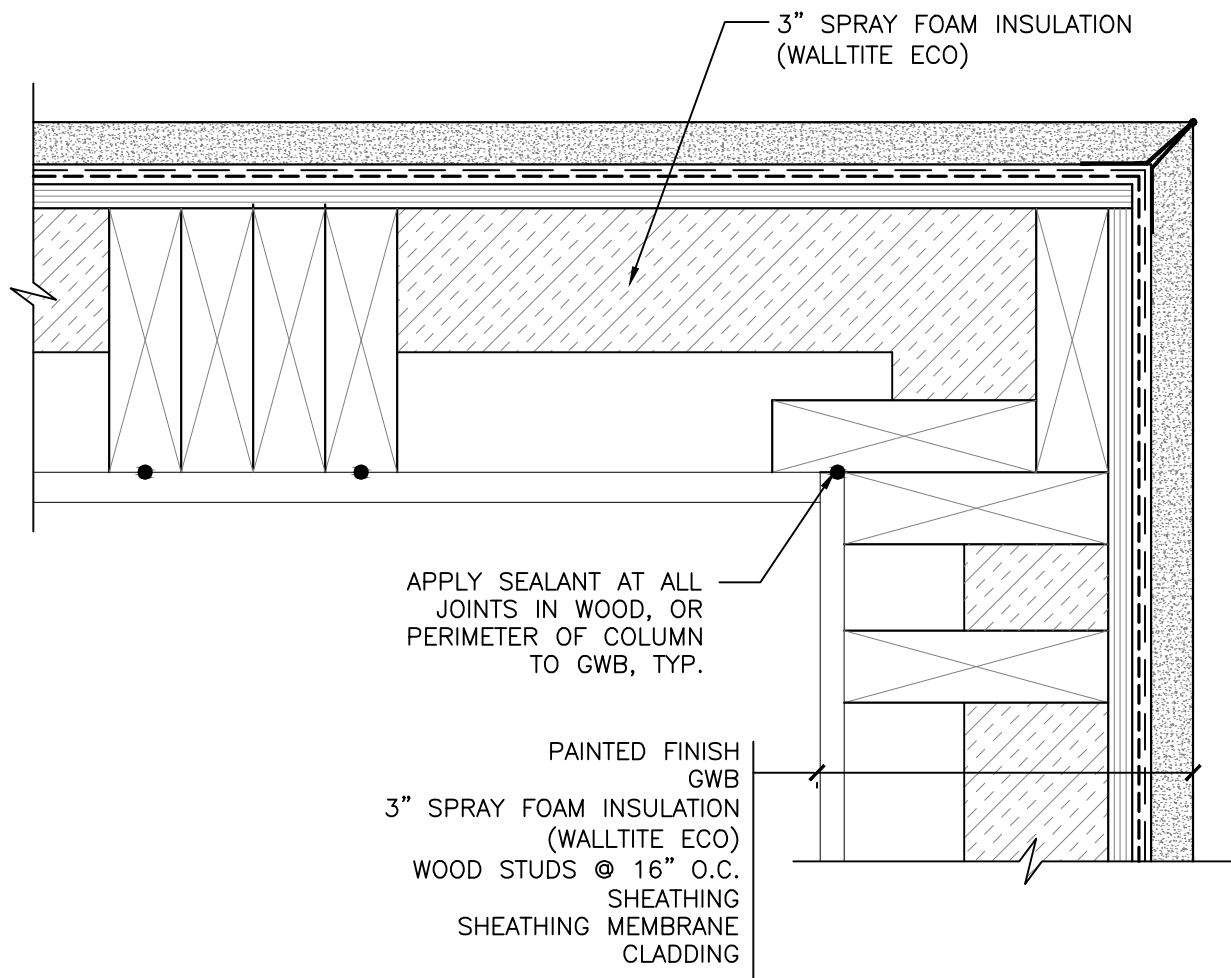 3” SPRAY FOAM INSULATION
(WALLTITE ECO)
APPLY SEALANT AT ALL
JOINTS IN WOOD, OR
PERIMETER OF COLUMN
TO GWB, TYP.
PAINTED FINISH
GWB
3” SPRAY FOAM INSULATION
(WALLTITE ECO)
WOOD STUDS @ 16” O.C.
SHEATHING
SHEATHING MEMBRANE
CLADDING